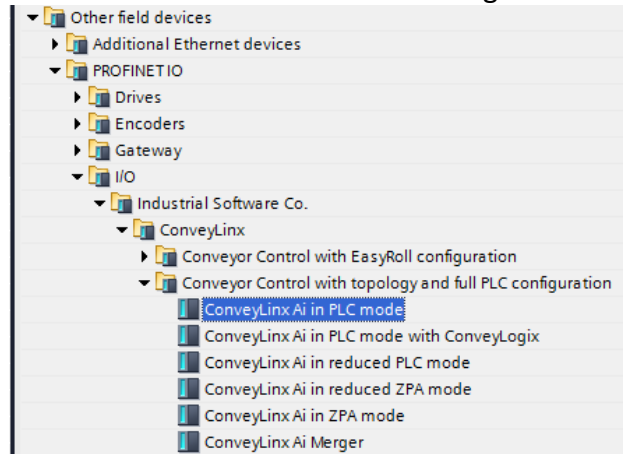 Other field devices
Additional Ethernet devices
PROFINET IO
Drives
Encoders
Gateway
I/O
Industrial Software Co.
ConveyLinx
Conveyor Control with EasyRoll configuration
Conveyor Control with topology and full PLC configuration
ConveyLinx Ai in PLC mode
ConveyLinx Ai in PLC mode with ConveyLogix
ConveyLinx Ai in reduced PLC mode
ConveyLinx Ai in reduced ZPA mode
ConveyLinx Ai in ZPA mode
ConveyLinx Ai Merger